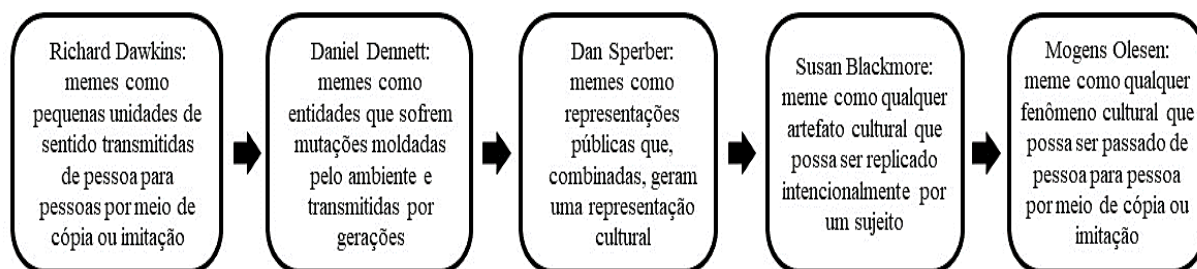 Richard Dawkins:
memes como
pequenas unidades de
sentido transmitidas
de pessoa para
pessoas por meio de
cópia ou imitação
Daniel Dennett:
memes como
entidades que sofrem
mutações moldadas
pelo ambiente e
transmitidas por
gerações
Dan Sperber:
memes como
representações
públicas que,
combinadas, geram
uma representação
cultural
Susan Blackmore:
meme como qualquer
artefato cultural que
possa ser replicado
intencionalmente por
um sujeito
Mogens Olesen:
meme como qualquer
fenômeno cultural que
possa ser passado de
pessoa para pessoa
por meio de cópia ou
imitação